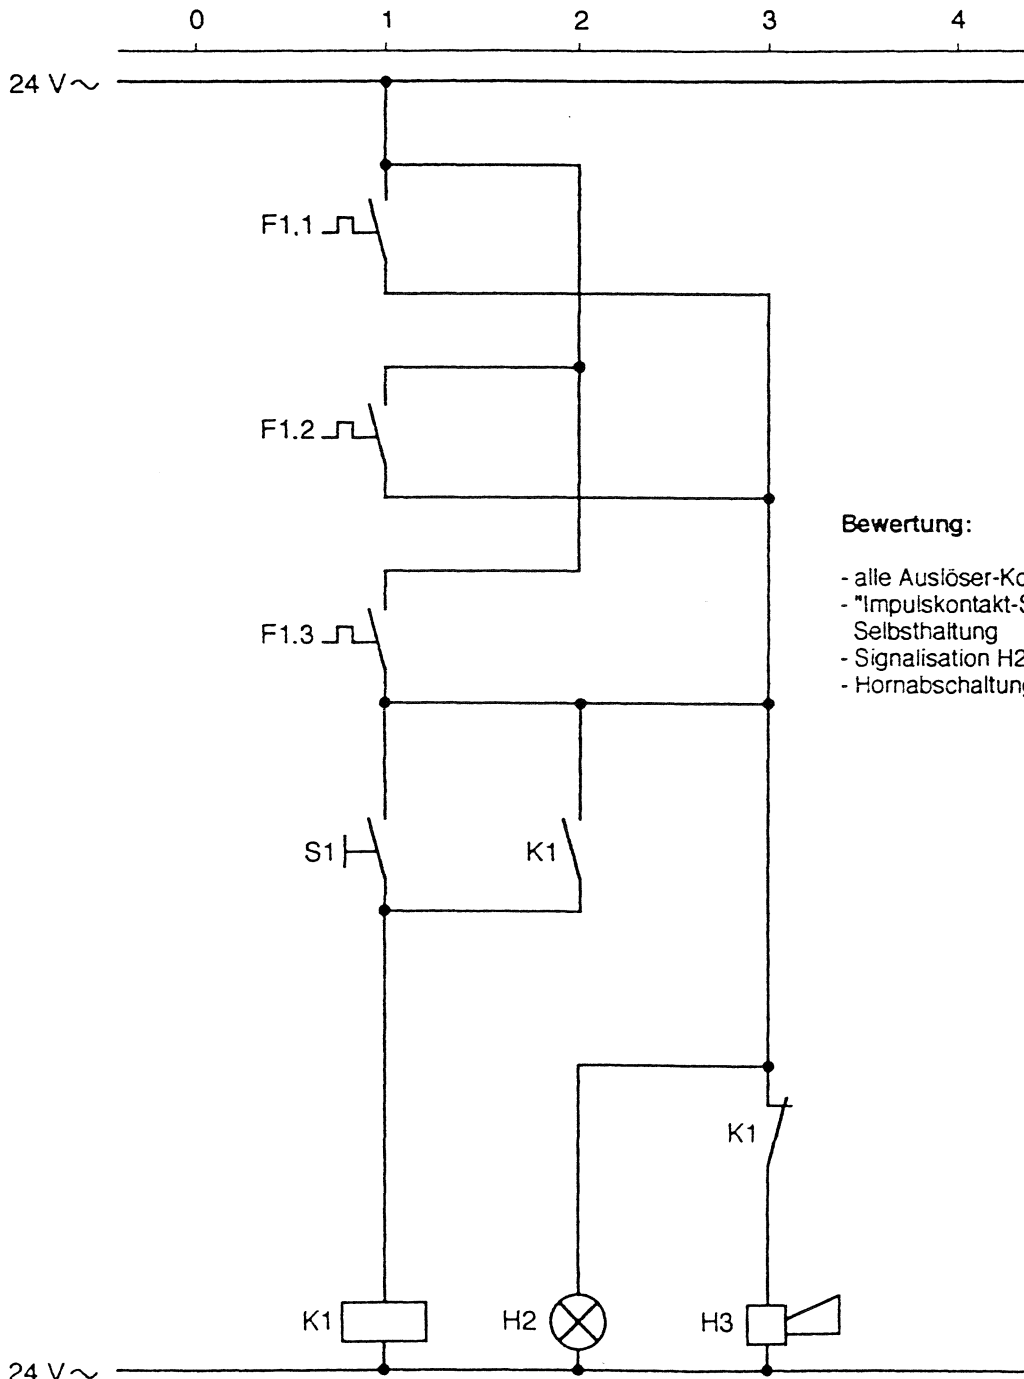 0 1 2 3 4
24 V~
F1.1
F1.2
Bewertung:
- alle Auslöser-Ko
- "Impulskontakt-S
Selbsthaltung
F1.3
- Signalisation H2
- Hornabschaltung
S1 K1
K1
K1 H2 H3
24 V~